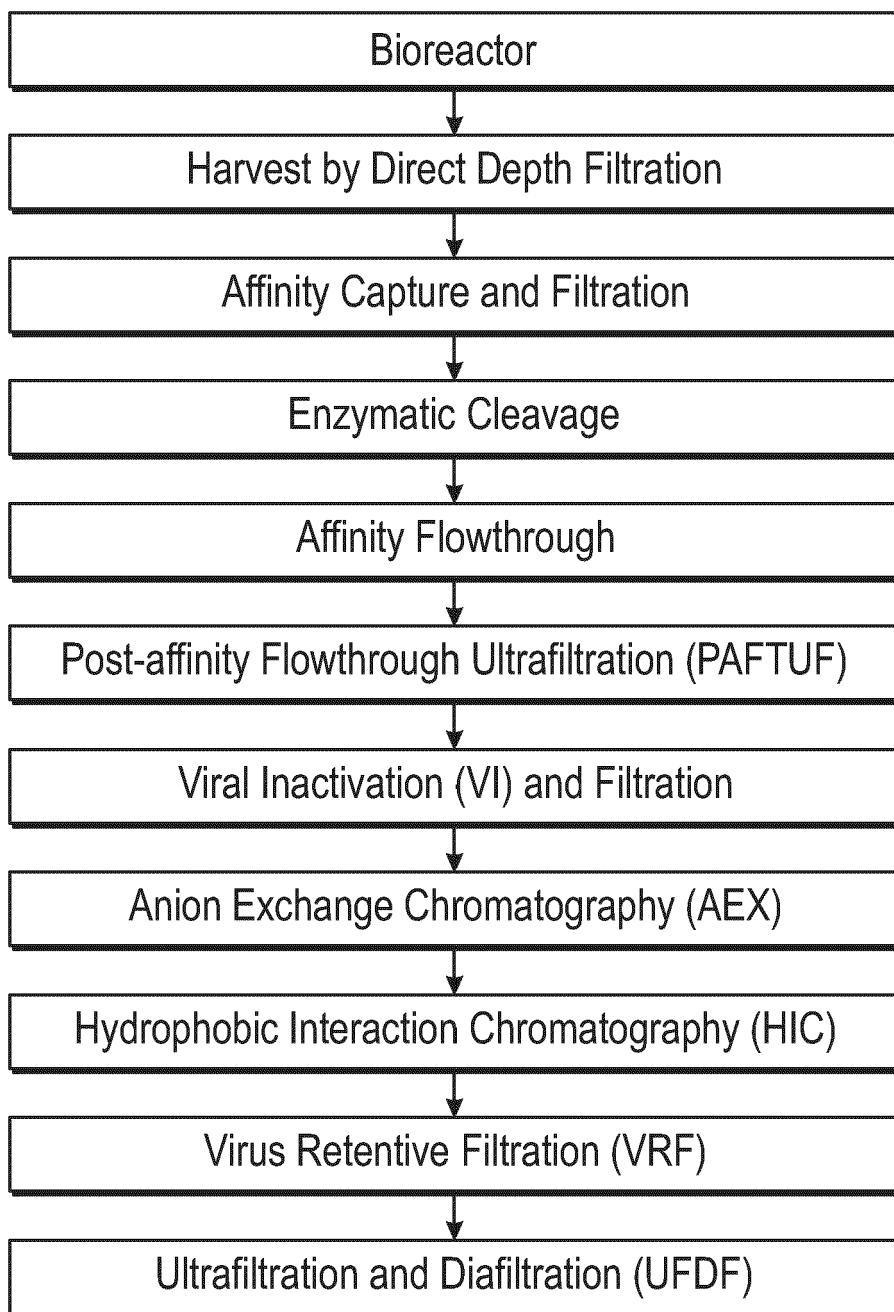 Bioreactor
Harvest by Direct Depth Filtration
Affinity Capture and Filtration
Enzymatic Cleavage
Affinity Flowthrough
Post-affinity Flowthrough Ultrafiltration (PAFTUF)
Viral Inactivation (VI) and Filtration
Anion Exchange Chromatography (AEX)
Hydrophobic Interaction Chromatography (HIC)
Virus Retentive Filtration (VRF)
Ultrafiltration and Diafiltration (UFDF)